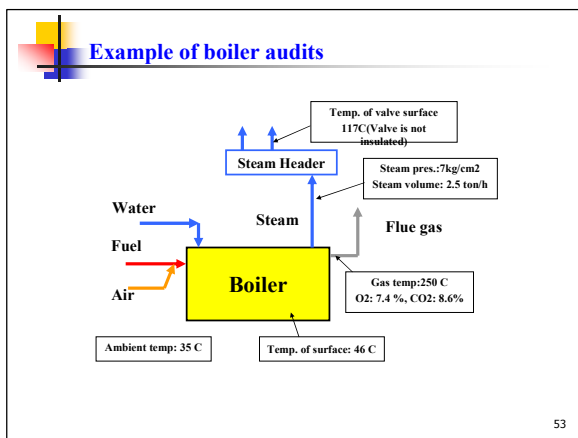 Example of boiler audits
Temp. of valve surface
117C(Valve is not
insulated)
Steam Header
Steam pres.:7kg/cm2
Steam volume: 2.5 ton/h
Water
Steam
Flue gas
Fuel
Boiler
Gas temp:250 C
O2: 7.4 %, CO2: 8.6%
Air
Ambient temp: 35 C
Temp. of surface: 46 C
53